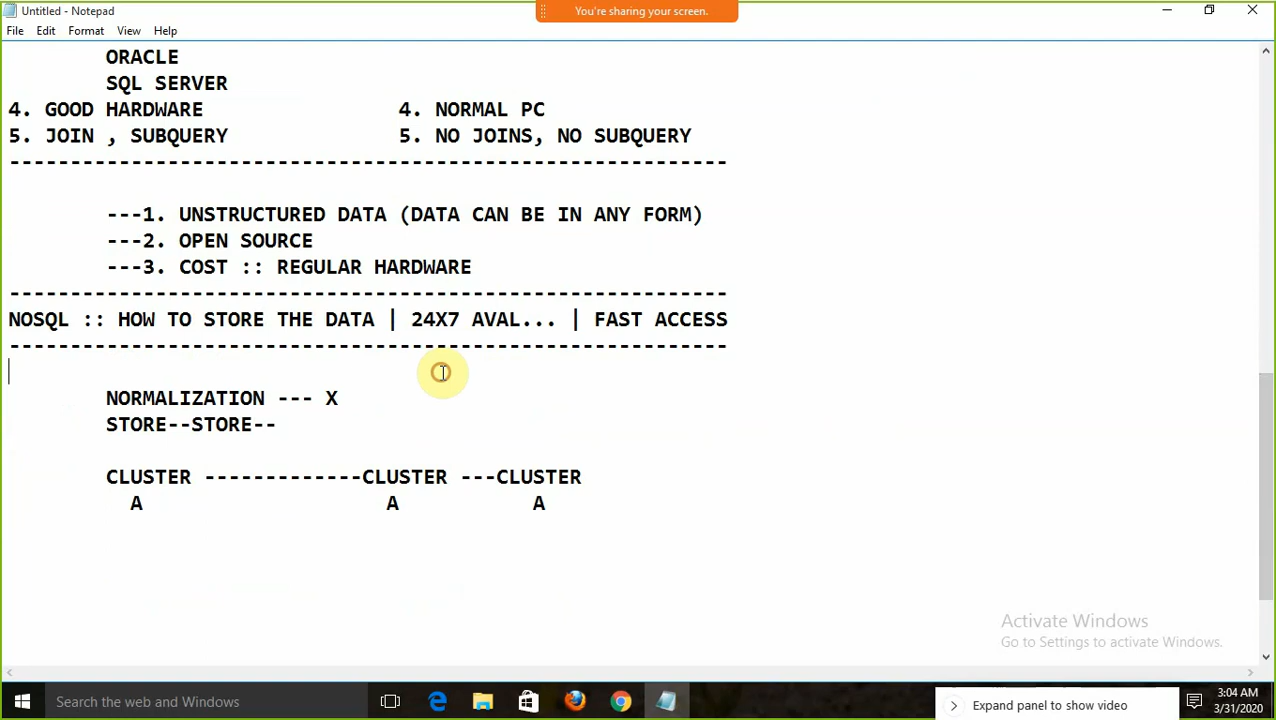 Untitled - Notepad
You're sharing your screen.
File Edit Format View Help
ORACLE
SQL SERVER
4. GOOD HARDWARE 4. NORMAL PC
5. JOIN , SUBQUERY 5. NO JOINS, NO SUBQUERY
-----------------------------------------------------------
---1. UNSTRUCTURED DATA (DATA CAN BE IN ANY FORM)
---2. OPEN SOURCE
---3. COST :: REGULAR HARDWARE
-----------------------------------------------------------
NOSQL :: HOW TO STORE THE DATA | 24X7 AVAL... | FAST ACCESS
-----------------------------------------------------------
NORMALIZATION --- X
STORE--STORE--
CLUSTER -------------CLUSTER ---CLUSTER
A A A
Activate Windows
Go to Settings to activate Windows.
Search the web and Windows
Expand panel to show video
3:04 AM
3/31/2020